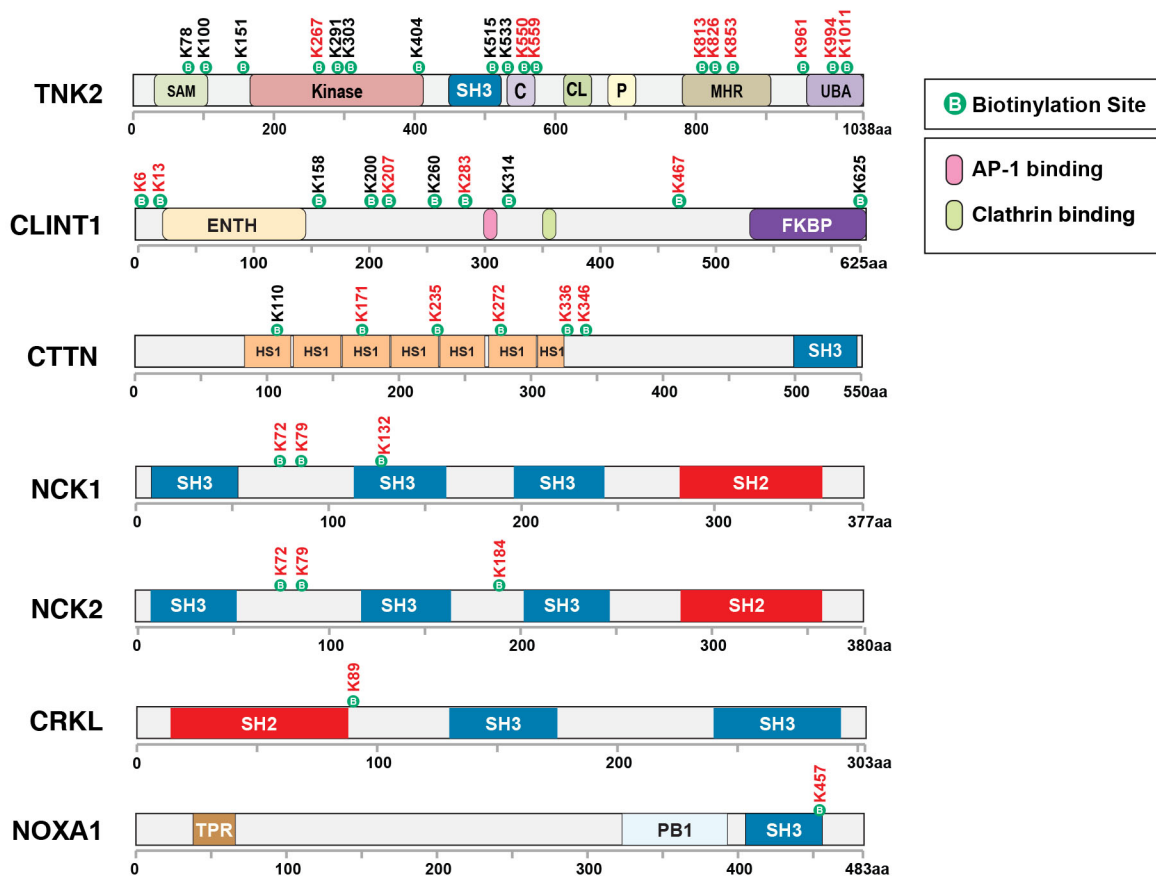 K78 K100 K151 K267 K291 K303 K404 K515 K533 K550 K559 K813 K826 K853 K961 K994 K1011
B B B B B B B B B B B B B B B B B
TNK2 SAM Kinase SH3 C CL P MHR UBA
0 200 400 600 800 1038aa
B Biotinylation Site
AP-1 binding
Clathrin binding
K6 K13 K158 K200 K207 K260 K283 K314 K467 K625
B B B B B B B B B B
CLINT1 ENTH FKBP
0 100 200 300 400 500 625aa
K110 K171 K235 K272 K336 K346
B B B B B B
CTTN HS1 HS1 HS1 HS1 HS1 HS1 HS1 SH3
0 100 200 300 400 500 550aa
K72 K79 K132
B B B
NCK1 SH3 SH3 SH3 SH2
0 100 200 300 377aa
K72 K79 K184
B B B
NCK2 SH3 SH3 SH3 SH2
0 100 200 300 380aa
K89
B
CRKL SH2 SH3 SH3
0 100 200 303aa
K457
B
NOXA1 TPR PB1 SH3
0 100 200 300 400 483aa